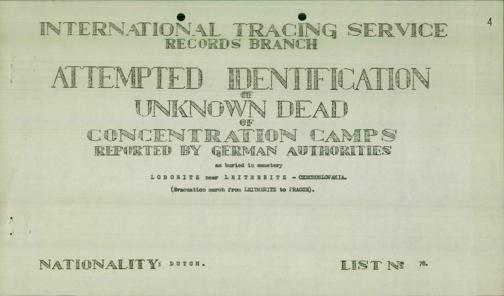 4
INTERNATIONAL TRACING SERVICE
RECORDS BRANCH
ATTEMPTED IDENTIFICATION
OF
UNKNOWN DEAD
OF
CONCENTRATION CAMPS
REPORTED BY GERMAN AUTHORITIES
as buried in cemetery
LOBOSITZ near LEITMERITZ - CZECHOSLOVAKIA.
(Evacuation march from LEITMERITZ to PRAGUE).
NATIONALITY: DUTCH. LIST Nº 78.